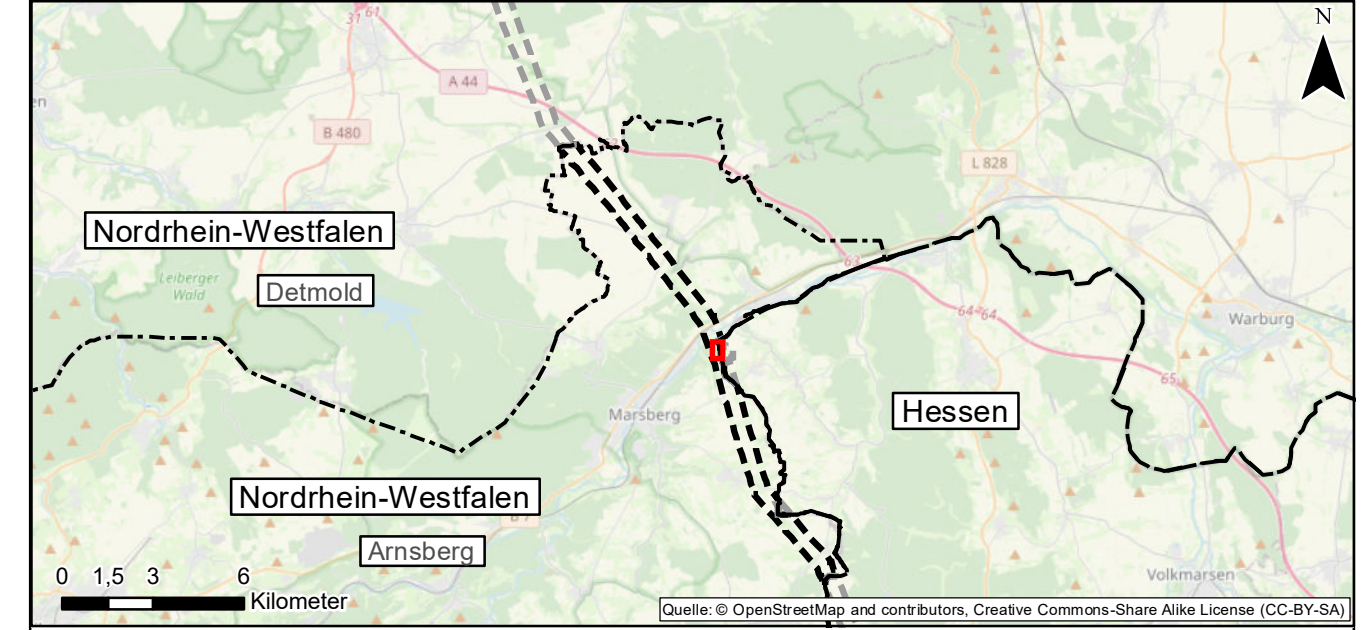 31
61
N
A 44
en
B 480
63
L 828
Nordrhein-Westfalen
Leiberger
Wald
Detmold
63
64-64
Warburg
65
Marsberg
Hessen
Nordrhein-Westfalen
B 7
Arnsberg
0 1,5 3 6
Kilometer
Volkmarsen
Quelle: © OpenStreetMap and contributors, Creative Commons-Share Alike License (CC-BY-SA)